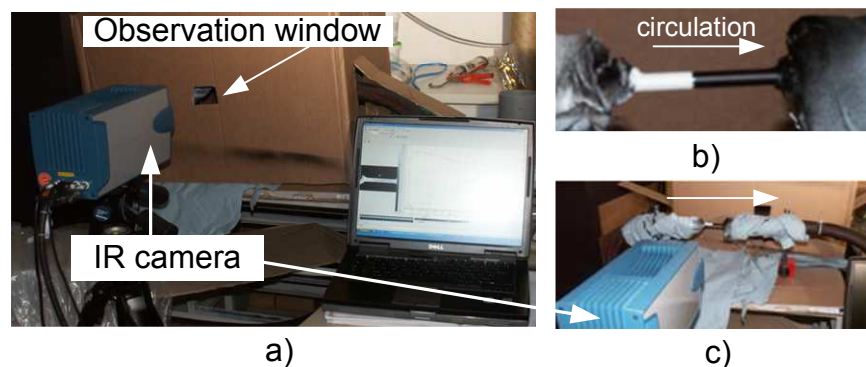 Observation window
IR camera
DELL
a)
circulation
b)
c)